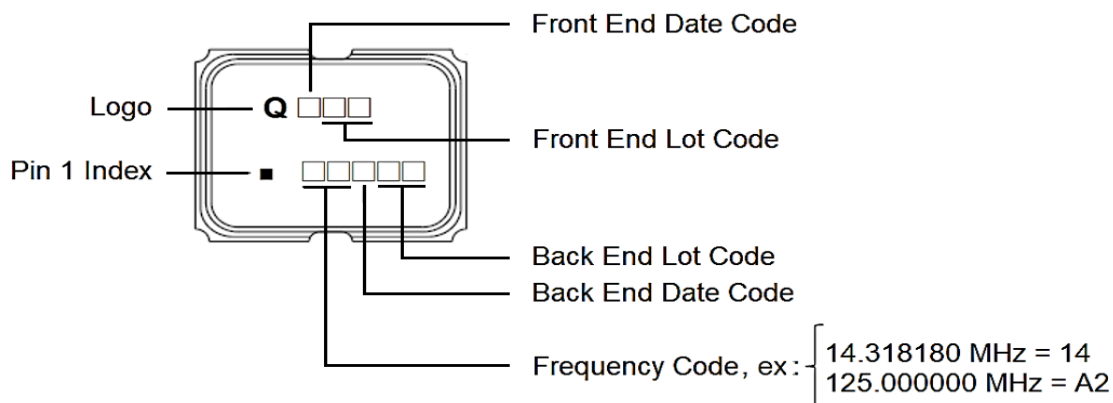 Front End Date Code
Logo
Q
Front End Lot Code
Pin 1 Index
Back End Lot Code
Back End Date Code
Frequency Code, ex:
14.318180 MHz = 14
125.000000 MHz = A2